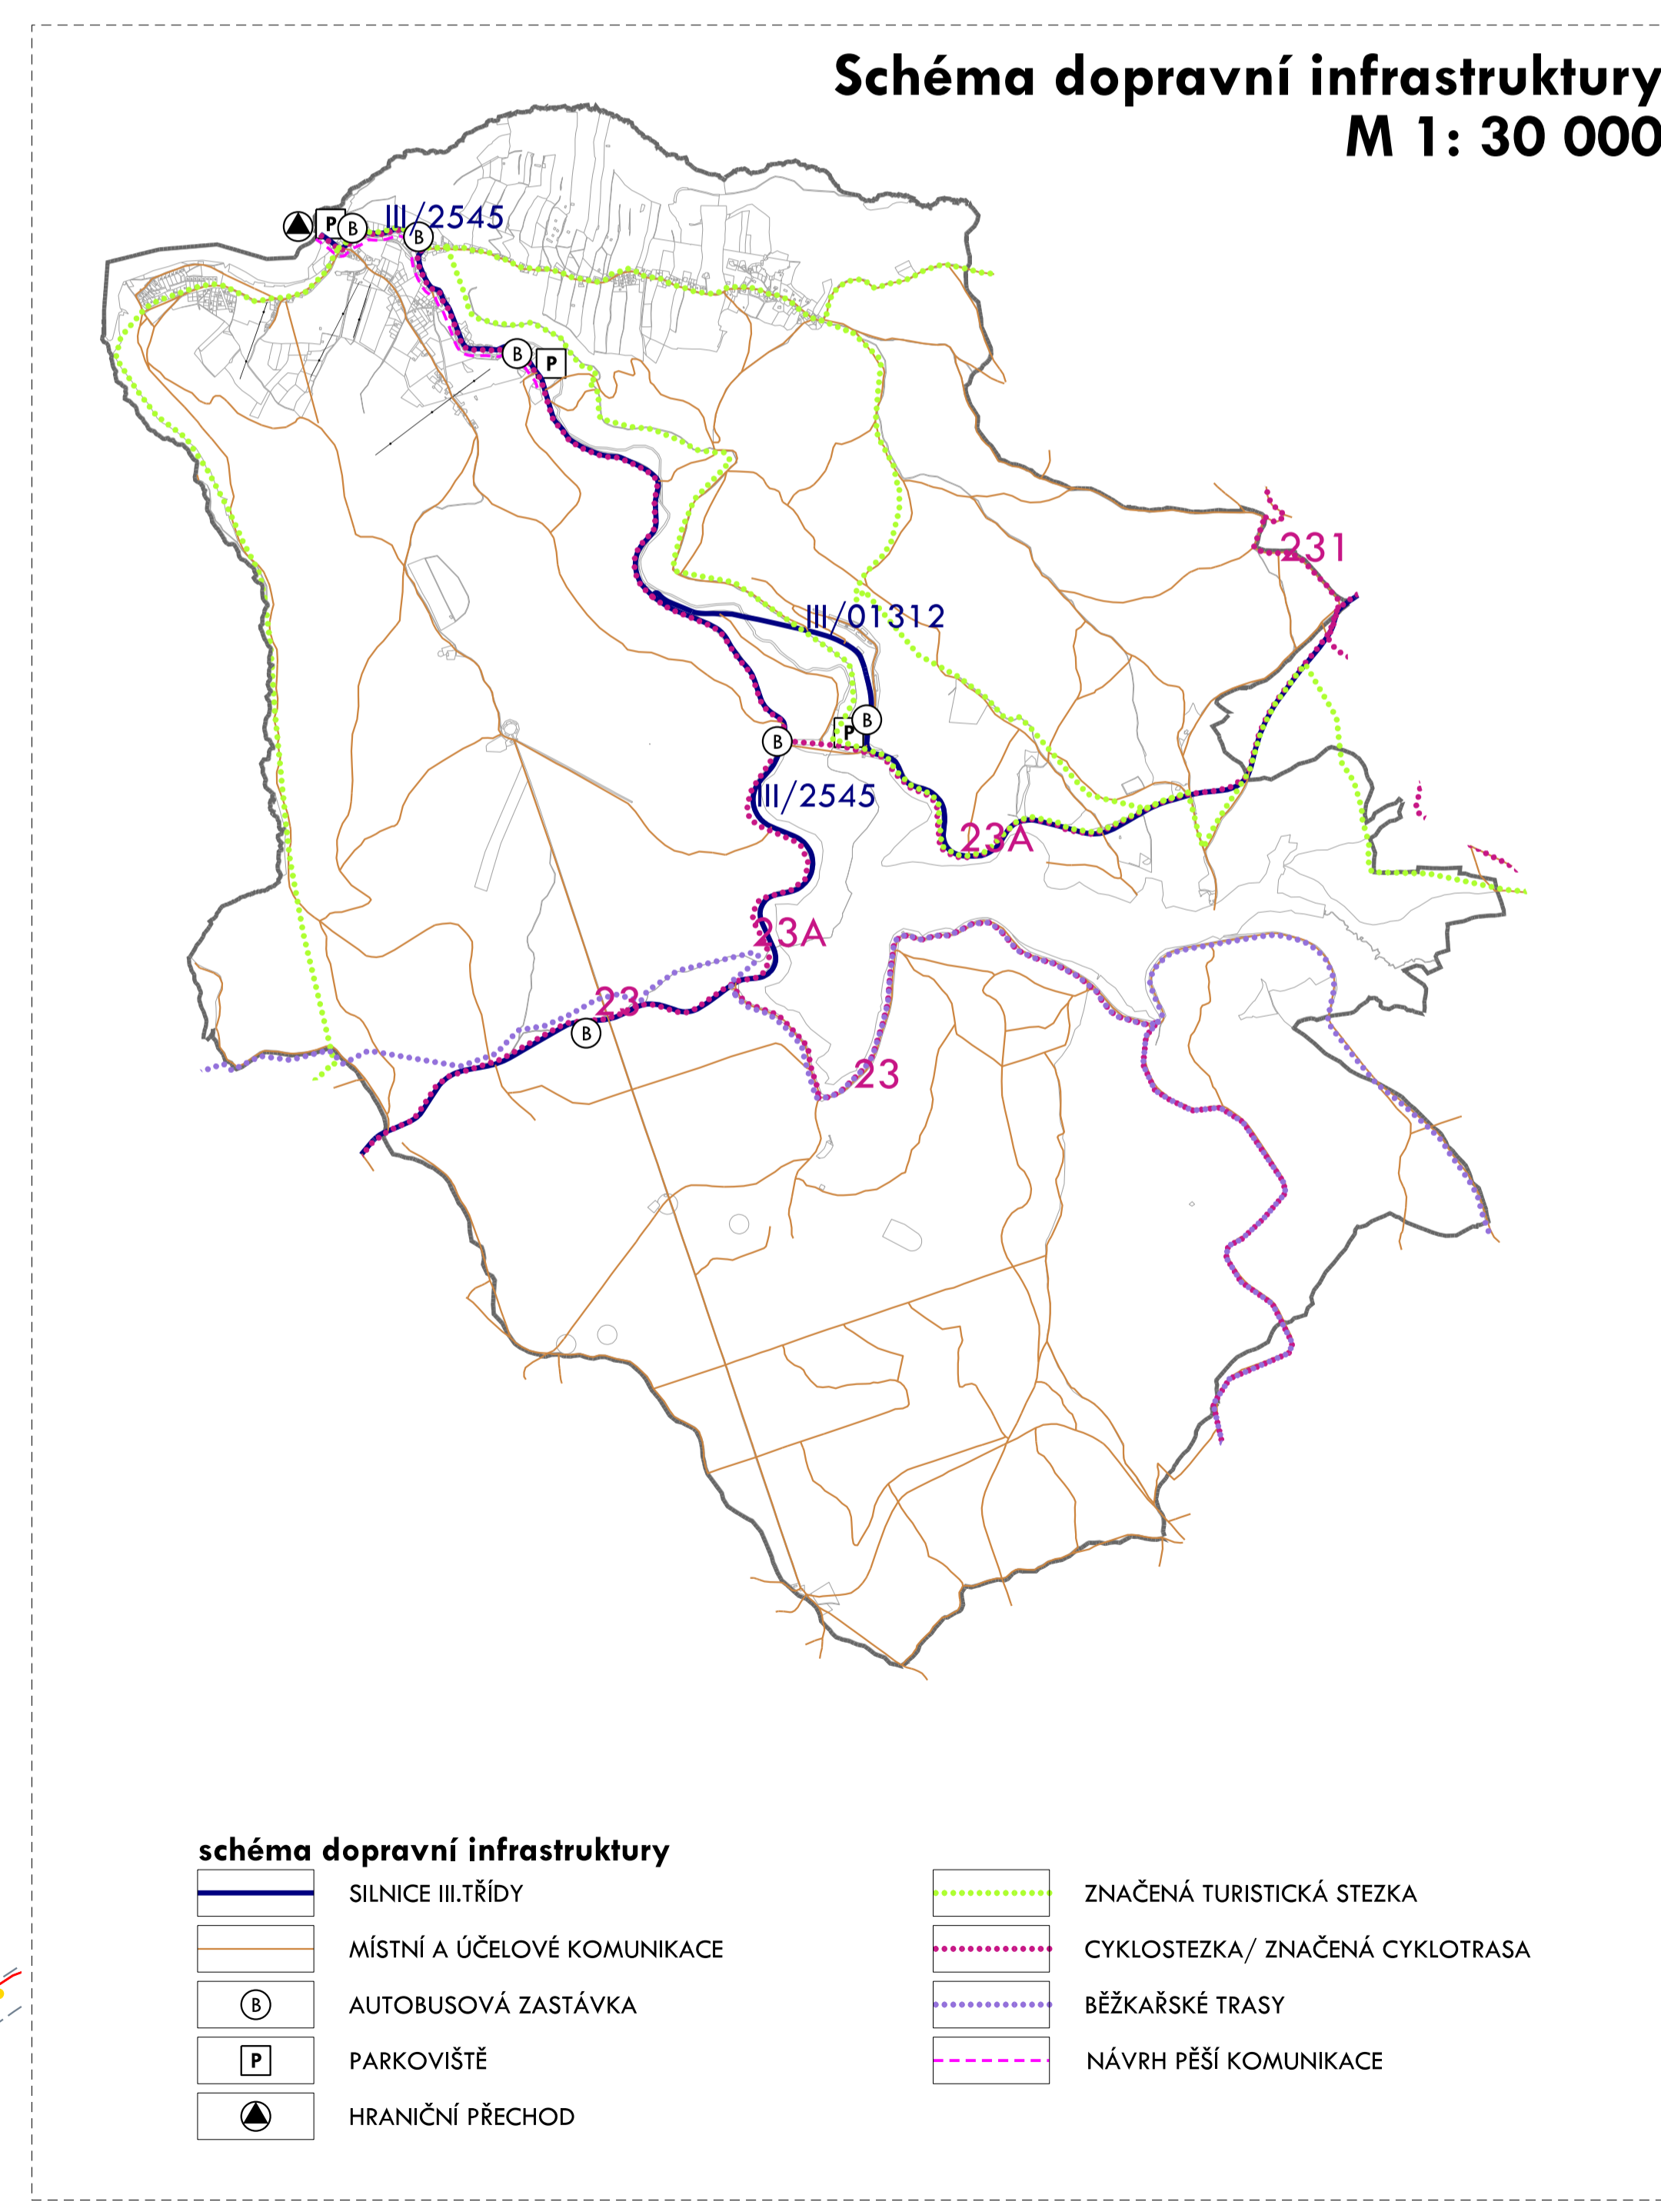 Schéma dopravní infrastruktury
M 1: 30 000
P
B
III/2545
B
B
P
231
III/01312
B
P
B
III/2545
23A
23A
23
B
23
schéma dopravní infrastruktury
SILNICE III.TŘÍDY
MÍSTNÍ A ÚČELOVÉ KOMUNIKACE
B
AUTOBUSOVÁ ZASTÁVKA
P
PARKOVIŠTĚ
HRANIČNÍ PŘECHOD
ZNAČENÁ TURISTICKÁ STEZKA
CYKLOSTEZKA/ ZNAČENÁ CYKLOTRASA
BĚŽKAŘSKÉ TRASY
NÁVRH PĚŠÍ KOMUNIKACE